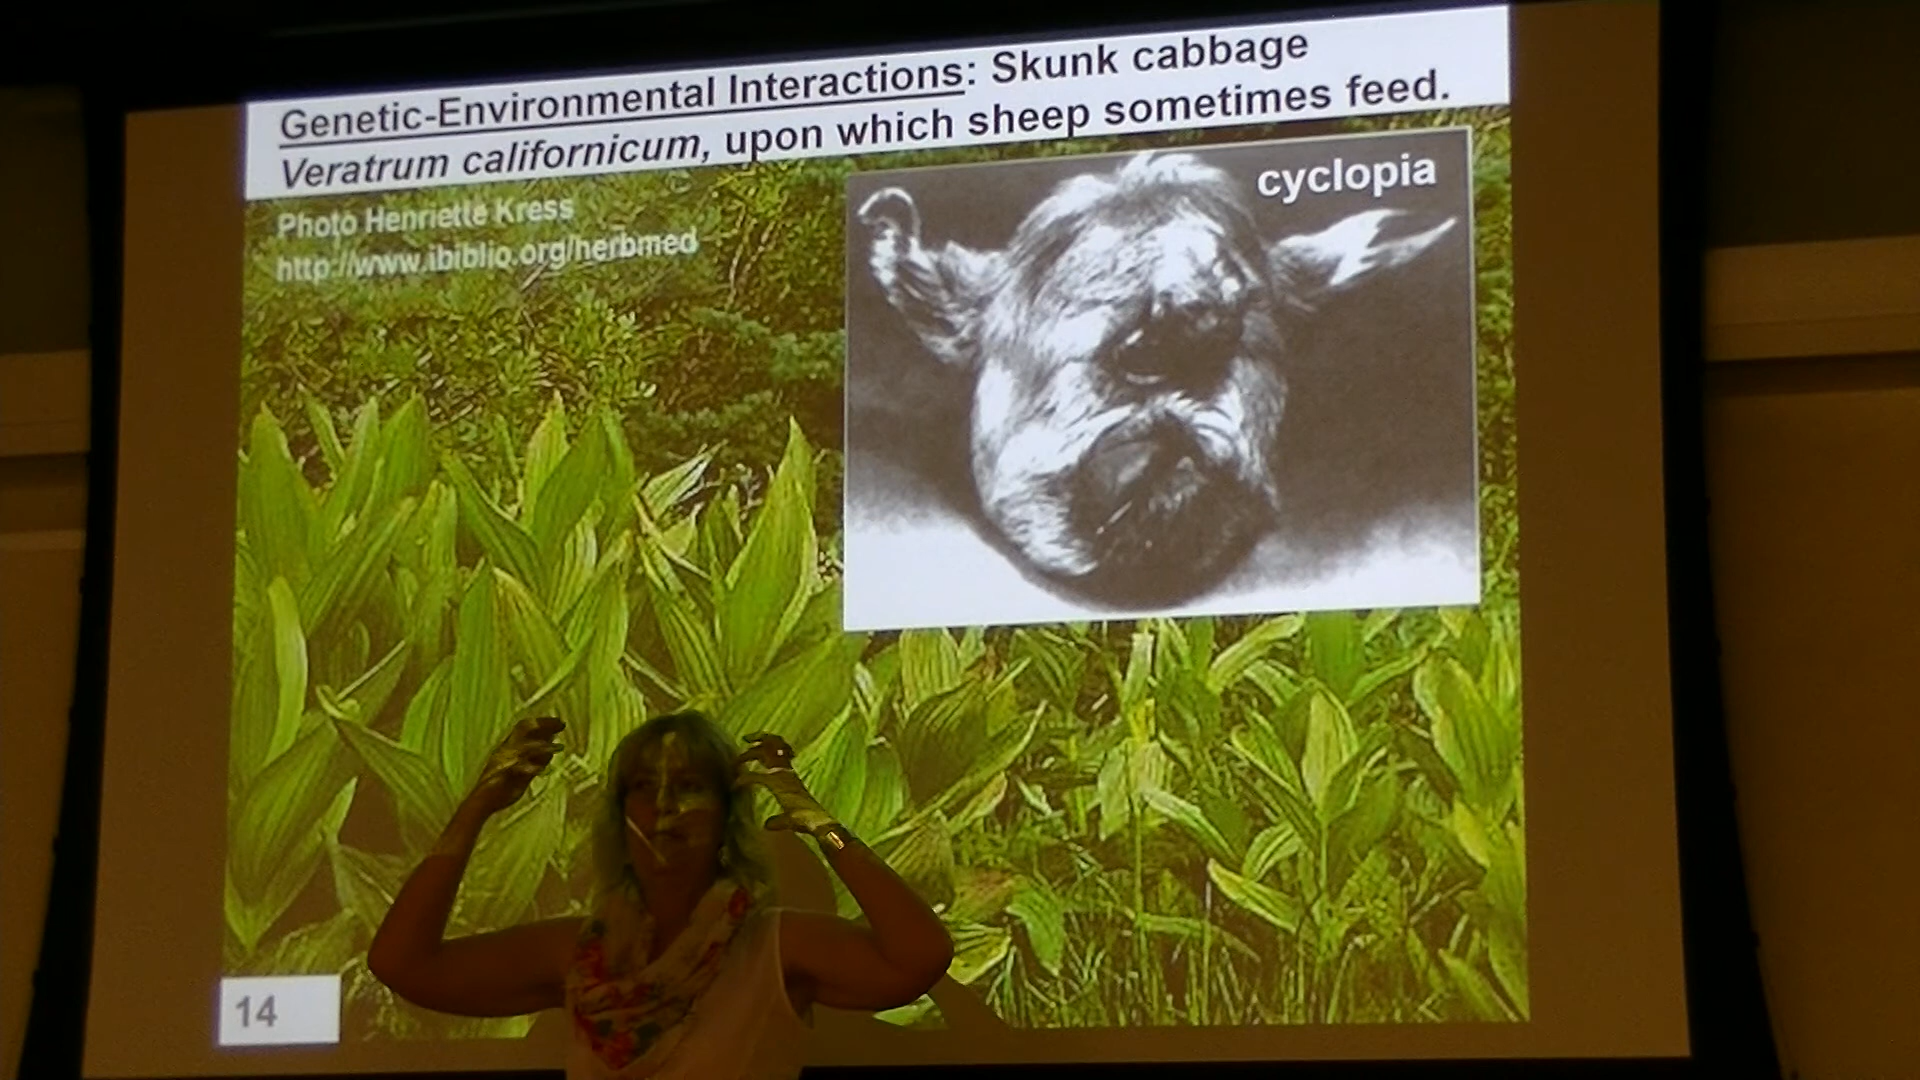 Genetic-Environmental Interactions: Skunk cabbage
Veratrum californicum, upon which sheep sometimes feed.
Photo Henriette Kress
http://www.ibiblio.org/herbmed
cyclopia
14